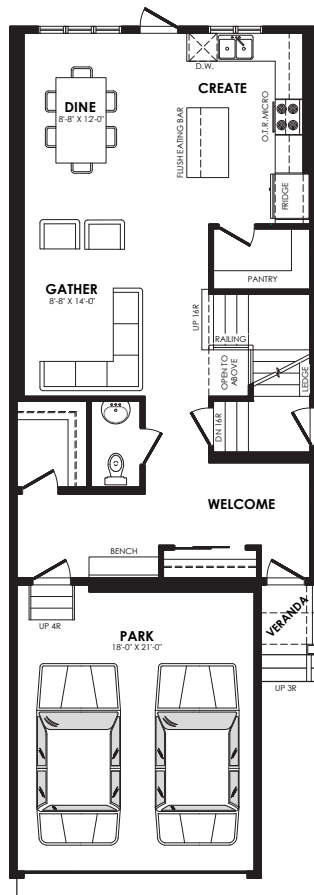 D.W.
CREATE
DINE
8'-8" X 12'-0"
O.T.R. MICRO
FLUSH EATING BAR
FRIDGE
PANTRY
GATHER
8'-8" X 14'-0"
UP 16R
RAILING
OPEN TO
ABOVE
LEDGE
DN 16R
WELCOME
BENCH
VERANDA
UP 4R
PARK
18'-0" X 21'-0"
UP 3R